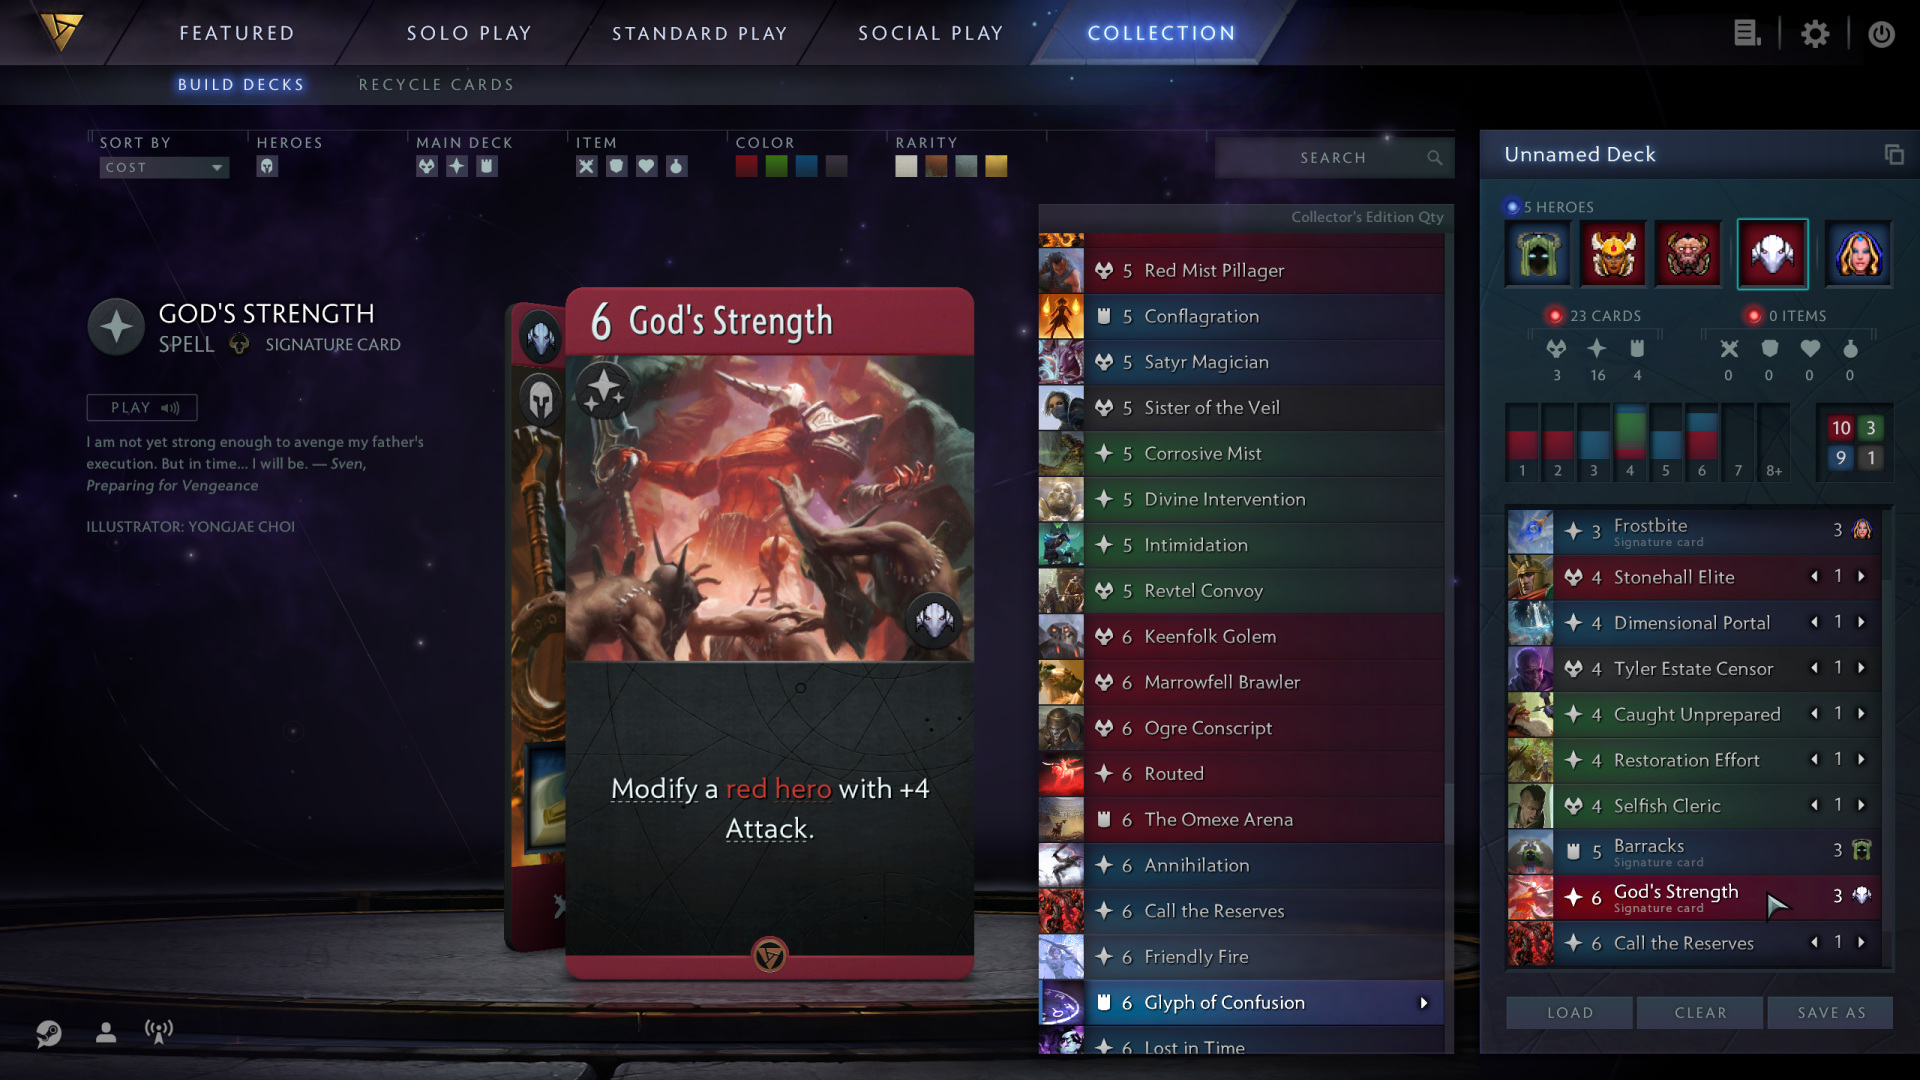 FEATURED
SOLO PLAY
STANDARD PLAY
SOCIAL PLAY
COLLECTION
BUILD DECKS
RECYCLE CARDS
SORT BY
COST
HEROES
MAIN DECK
ITEM
COLOR
RARITY
SEARCH
GOD'S STRENGTH
SPELL SIGNATURE CARD
PLAY
I am not yet strong enough to avenge my father's
execution. But in time... I will be. — Sven,
Preparing for Vengeance
ILLUSTRATOR: YONGJAE CHOI
6 God's Strength
Modify a red hero with +4
Attack.
Collector's Edition Qty
5 Red Mist Pillager
5 Conflagration
5 Satyr Magician
5 Sister of the Veil
5 Corrosive Mist
5 Divine Intervention
5 Intimidation
5 Revtel Convoy
6 Keenfolk Golem
6 Marrowfell Brawler
6 Ogre Conscript
6 Routed
6 The Omexe Arena
6 Annihilation
6 Call the Reserves
6 Friendly Fire
6 Glyph of Confusion
6 Lost in Time
Unnamed Deck
5 HEROES
23 CARDS
0 ITEMS
3 16 4
0 0 0 0
1 2 3 4 5 6 7 8+
10 3
9 1
3 Frostbite 3
Signature card
4 Stonehall Elite 1
4 Dimensional Portal 1
4 Tyler Estate Censor 1
4 Caught Unprepared 1
4 Restoration Effort 1
4 Selfish Cleric 1
5 Barracks 3
Signature card
6 God's Strength 3
Signature card
6 Call the Reserves 1
LOAD
CLEAR
SAVE AS